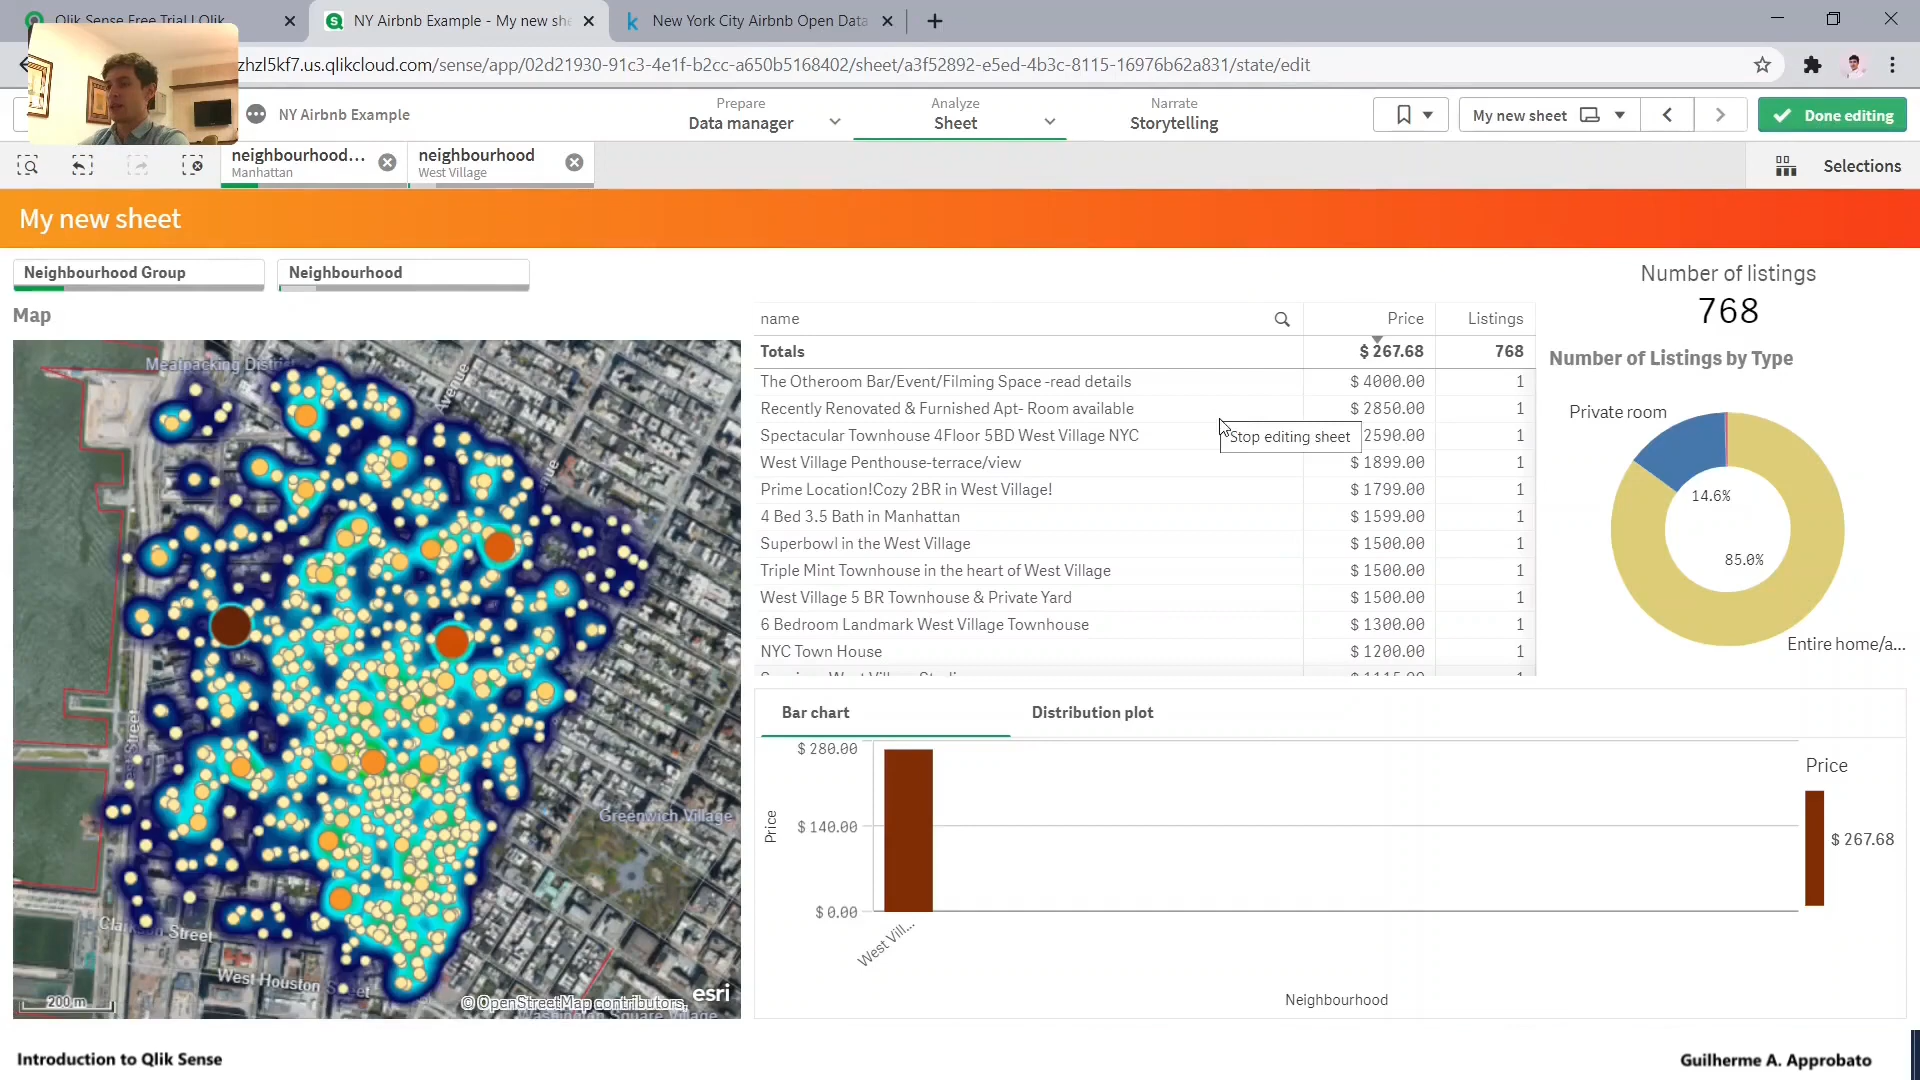 Qlik Sense Free Trial | Qlik
NY Airbnb Example - My new she
New York City Airbnb Open Data
zhzl5kf7.us.qlikcloud.com/sense/app/02d21930-91c3-4e1f-b2cc-a650b5168402/sheet/a3f52892-e5ed-4b3c-8115-16976b62a831/state/edit
NY Airbnb Example
Prepare
Data manager
Analyze
Sheet
Narrate
Storytelling
My new sheet
Done editing
neighbourhood...
Manhattan
neighbourhood
West Village
Selections
My new sheet
Neighbourhood Group
Neighbourhood
Map
Meatpacking District
Avenue
Greenwich Village
Street
West Houston Street
200 m
© OpenStreetMap contributors,
esri
Washington Square Village
name Price Listings
Totals $ 267.68 768
The Otheroom Bar/Event/Filming Space -read details $ 4000.00 1
Recently Renovated & Furnished Apt- Room available $ 2850.00 1
Spectacular Townhouse 4Floor 5BD West Village NYC 2590.00 1
Stop editing sheet
West Village Penthouse-terrace/view $ 1899.00 1
Prime Location!Cozy 2BR in West Village! $ 1799.00 1
4 Bed 3.5 Bath in Manhattan $ 1599.00 1
Superbowl in the West Village $ 1500.00 1
Triple Mint Townhouse in the heart of West Village $ 1500.00 1
West Village 5 BR Townhouse & Private Yard $ 1500.00 1
6 Bedroom Landmark West Village Townhouse $ 1300.00 1
NYC Town House $ 1200.00 1
Number of listings
768
Number of Listings by Type
Private room
14.6%
85.0%
Entire home/a...
Bar chart
Distribution plot
$ 280.00
$ 140.00
$ 0.00
Price
West Vill...
Neighbourhood
Price
$ 267.68
Introduction to Qlik Sense
Guilherme A. Approbato